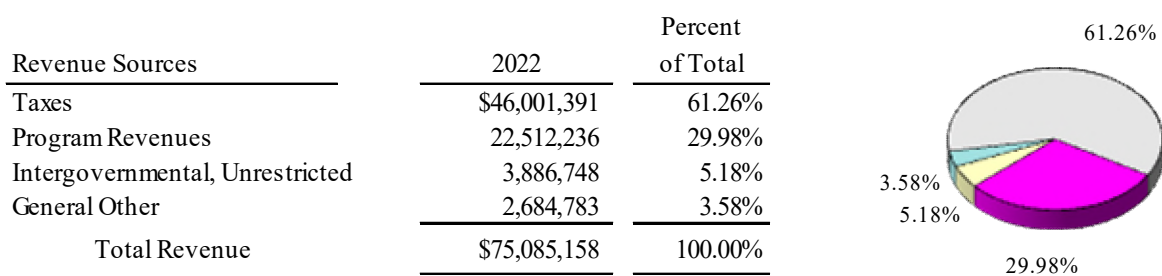 Percent
61.26%
Revenue Sources 2022 of Total
Taxes $46,001,391 61.26%
Program Revenues 22,512,236 29.98%
Intergovernmental, Unrestricted 3,886,748 5.18%
3.58%
General Other 2,684,783 3.58%
5.18%
Total Revenue $75,085,158 100.00%
29.98%